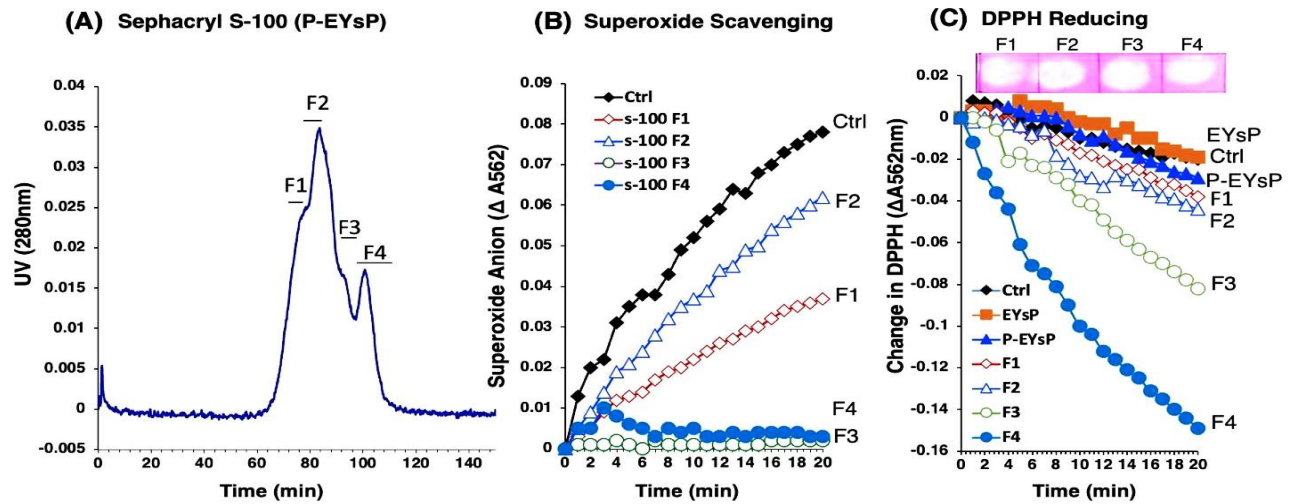 (A) Sephacryl S-100 (P-EYsP)
UV (280nm)
0.04
0.035
0.03
0.025
0.02
0.015
0.01
0.005
0
-0.005
F1
F2
F3
F4
0 20 40 60 80 100 120 140
Time (min)
(B) Superoxide Scavenging
Superoxide Anion (Δ A562)
0.09
0.08
0.07
0.06
0.05
0.04
0.03
0.02
0.01
0
Ctrl
s-100 F1
s-100 F2
s-100 F3
s-100 F4
Ctrl
F2
F1
F4
F3
0 2 4 6 8 10 12 14 16 18 20
Time (min)
(C) DPPH Reducing
F1 F2 F3 F4
Change in DPPH (ΔA562nm)
0.02
0
-0.02
-0.04
-0.06
-0.08
-0.1
-0.12
-0.14
-0.16
EYsP
Ctrl
P-EYsP
F1
F2
F3
F4
Ctrl
EYsP
P-EYsP
F1
F2
F3
F4
0 2 4 6 8 10 12 14 16 18 20
Time (min)